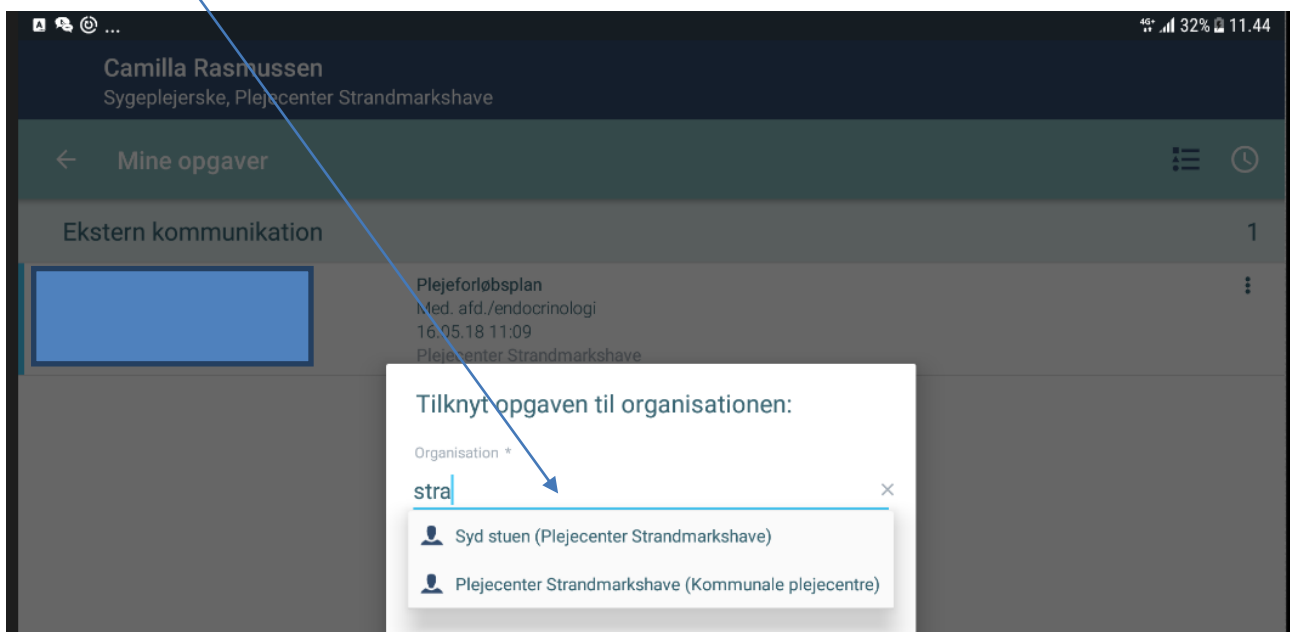 ... 4G+ 32% 11.44
Camilla Rasmussen
Sygeplejerske, Plejecenter Strandmarkshave
Mine opgaver
Ekstern kommunikation 1
Plejeforløbsplan
Med. afd./endocrinologi
16.05.18 11:09
Plejecenter Strandmarkshave
Tilknyt opgaven til organisationen:
Organisation *
stra
Syd stuen (Plejecenter Strandmarkshave)
Plejecenter Strandmarkshave (Kommunale plejecentre)